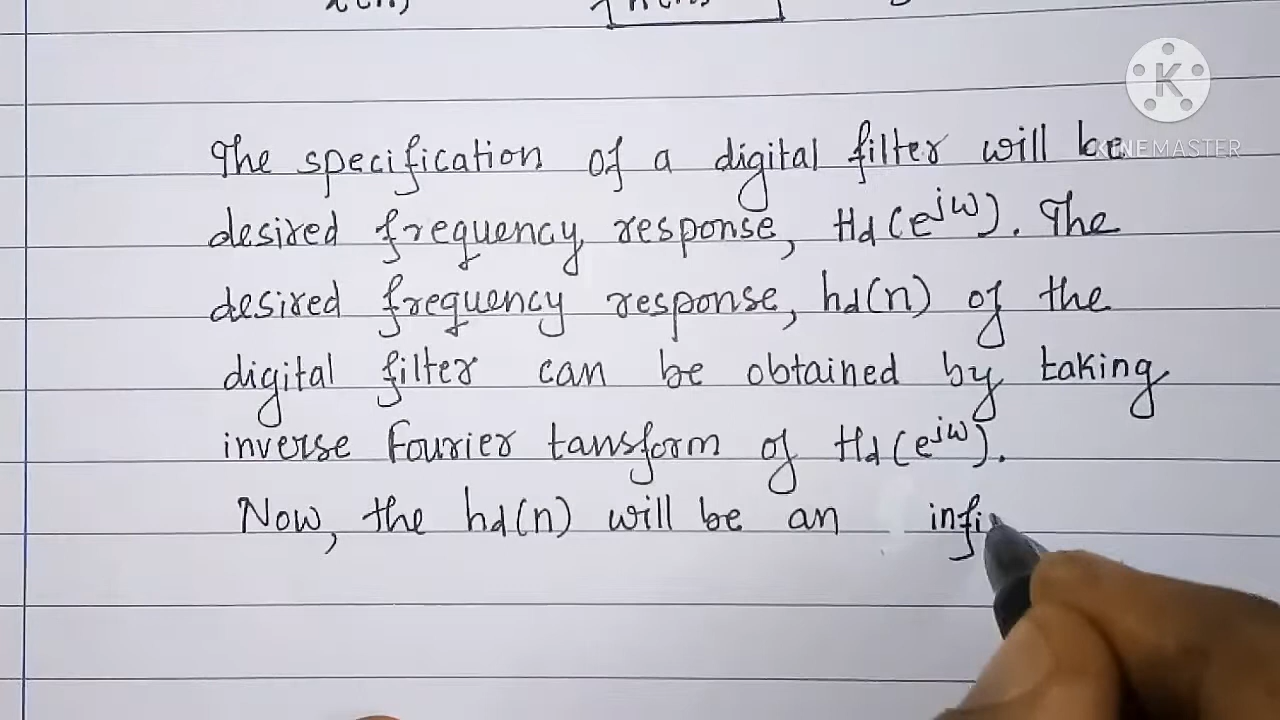 x(n)
h(n)
K
KINEMASTER
The specification of a digital filter will be
desired frequency response, Hd(e^jw). The
desired frequency response, hd(n) of the
digital filter can be obtained by taking
inverse Fourier tansform of Hd(e^jw).
Now, the hd(n) will be an infi